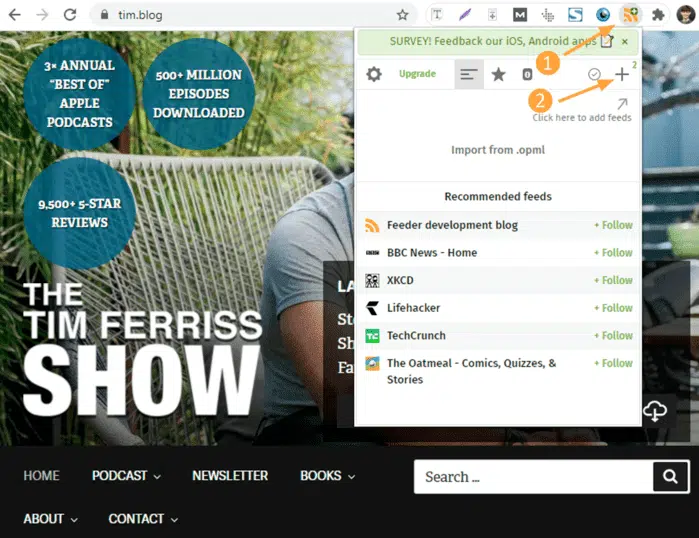 tim.blog
SURVEY! Feedback our iOS, Android apps
×
1
Upgrade
0
2
2
Click here to add feeds
Import from .opml
Recommended feeds
Feeder development blog + Follow
BBC News - Home + Follow
XKCD + Follow
Lifehacker + Follow
TechCrunch + Follow
The Oatmeal - Comics, Quizzes, & + Follow
Stories
3× ANNUAL
"BEST OF"
APPLE
PODCASTS
500+ MILLION
EPISODES
DOWNLOADED
9,500+ 5-STAR
REVIEWS
THE
TIM FERRISS
SHOW
LA
Ste
Sh
Fa
HOME PODCAST NEWSLETTER BOOKS
Search ...
ABOUT CONTACT